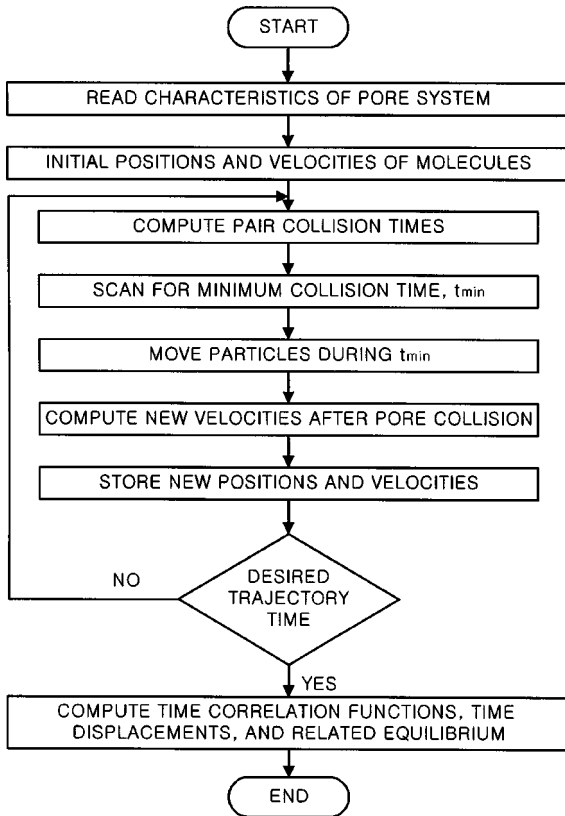 START
READ CHARACTERISTICS OF PORE SYSTEM
INITIAL POSITIONS AND VELOCITIES OF MOLECULES
COMPUTE PAIR COLLISION TIMES
SCAN FOR MINIMUM COLLISION TIME, tmin
MOVE PARTICLES DURING tmin
COMPUTE NEW VELOCITIES AFTER PORE COLLISION
STORE NEW POSITIONS AND VELOCITIES
NO
DESIRED
TRAJECTORY
TIME
YES
COMPUTE TIME CORRELATION FUNCTIONS, TIME
DISPLACEMENTS, AND RELATED EQUILIBRIUM
END